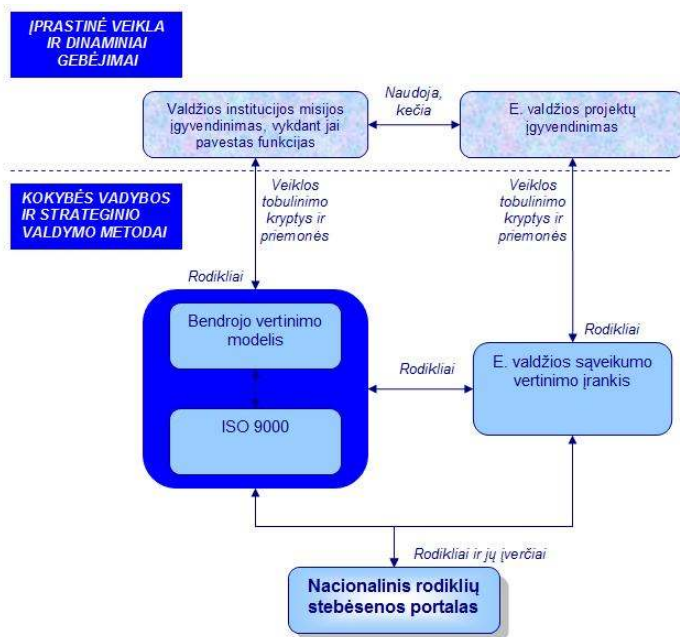 ĮPRASTINĖ VEIKLA
IR DINAMINIAI
GEBĖJIMAI
Valdžios institucijos misijos
įgyvendinimas, vykdant jai
pavestas funkcijas
Naudoja,
kečia
E. valdžios projektų
įgyvendinimas
KOKYBĖS VADYBOS
IR STRATEGINIO
VALDYMO METODAI
Veiklos
tobulinimo
kryptys ir
priemonės
Veiklos
tobulinimo
kryptys ir
priemonės
Rodikliai
Bendrojo vertinimo
modelis
ISO 9000
Rodikliai
Rodikliai
E. valdžios sąveikumo
vertinimo įrankis
Rodikliai ir jų įverčiai
Nacionalinis rodiklių
stebėsenos portalas